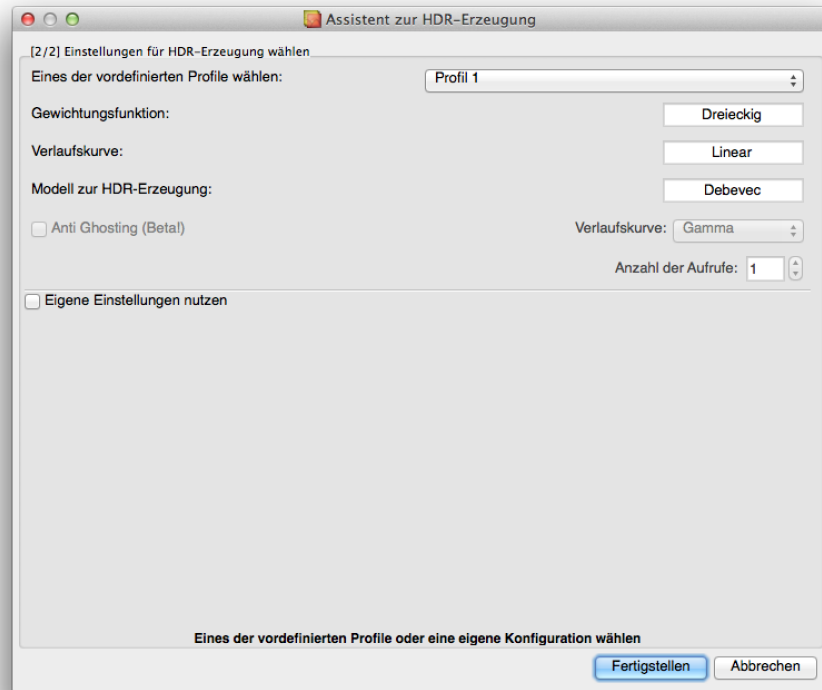 Assistent zur HDR-Erzeugung
[2/2] Einstellungen für HDR-Erzeugung wählen
Eines der vordefinierten Profile wählen: Profil 1
Gewichtungsfunktion: Dreieckig
Verlaufskurve: Linear
Modell zur HDR-Erzeugung: Debevec
Anti Ghosting (Beta!) Verlaufskurve: Gamma
Anzahl der Aufrufe: 1
Eigene Einstellungen nutzen
Eines der vordefinierten Profile oder eine eigene Konfiguration wählen
Fertigstellen Abbrechen